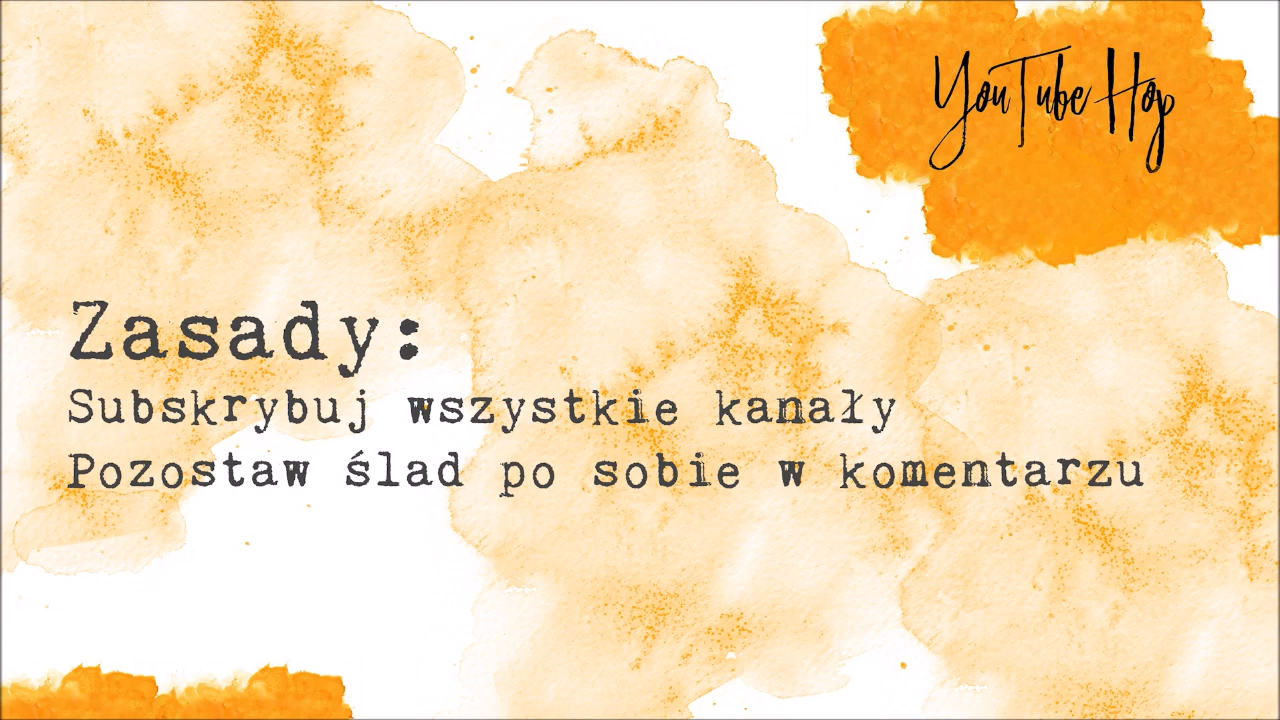 YouTube Hop
Zasady:
Subskrybuj wszystkie kanały
Pozostaw ślad po sobie w komentarzu